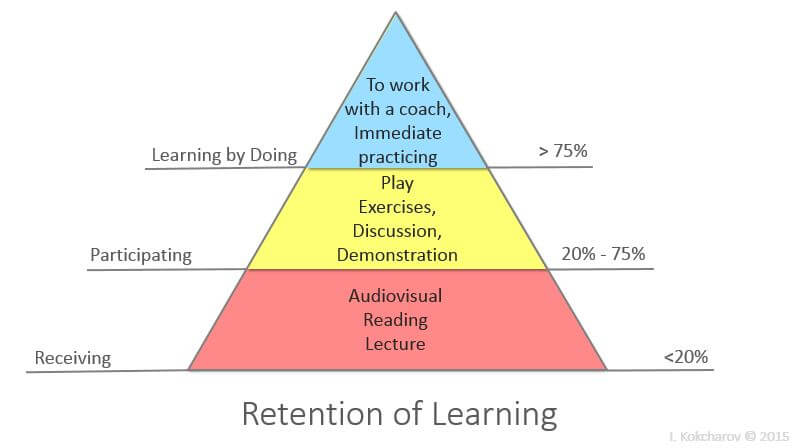 To work
with a coach,
Immediate
practicing
Learning by Doing
> 75%
Play
Exercises,
Discussion,
Demonstration
Participating
20% - 75%
Audiovisual
Reading
Lecture
Receiving
<20%
Retention of Learning
I. Kokcharov © 2015